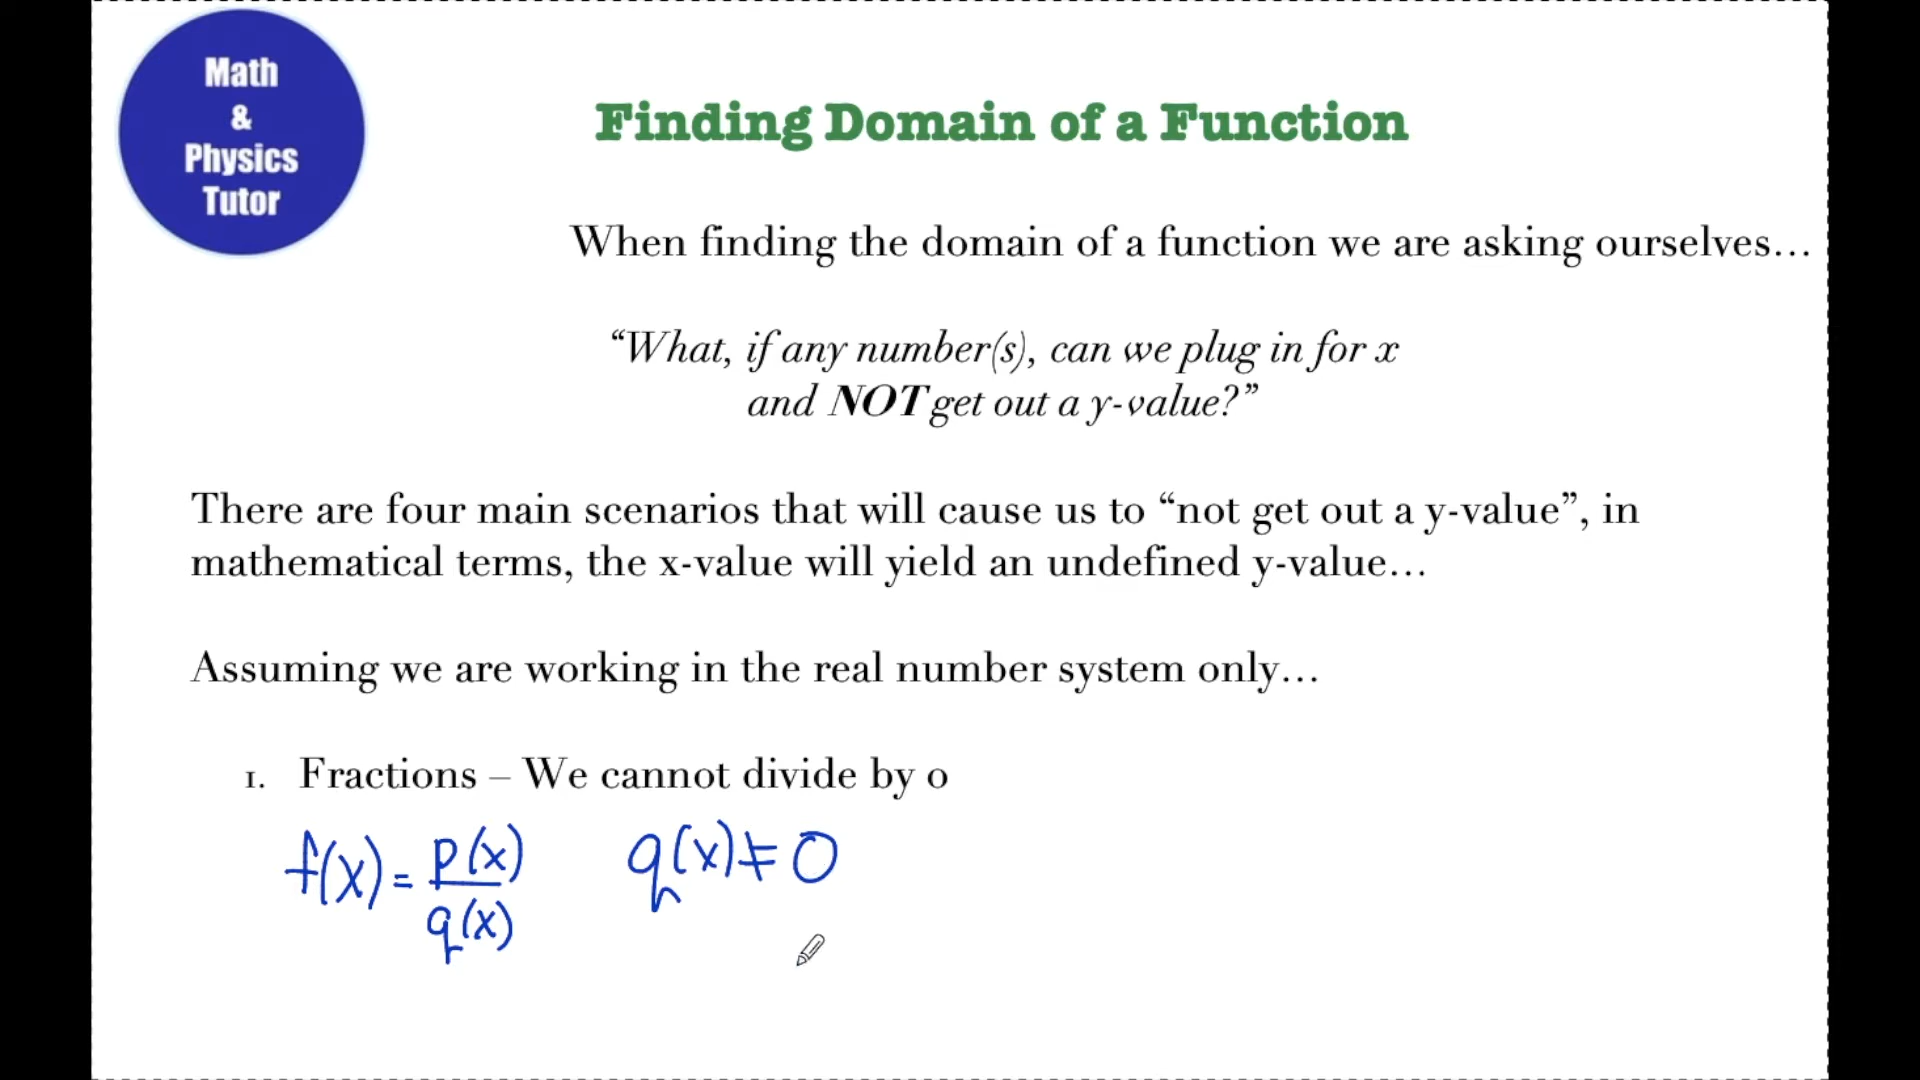 Math
&
Physics
Tutor
Finding Domain of a Function
When finding the domain of a function we are asking ourselves…
“What, if any number(s), can we plug in for x
and NOT get out a y-value?”
There are four main scenarios that will cause us to “not get out a y-value”, in
mathematical terms, the x-value will yield an undefined y-value…
Assuming we are working in the real number system only…
1. Fractions – We cannot divide by 0
f(x) = p(x)/q(x) q(x) ≠ 0